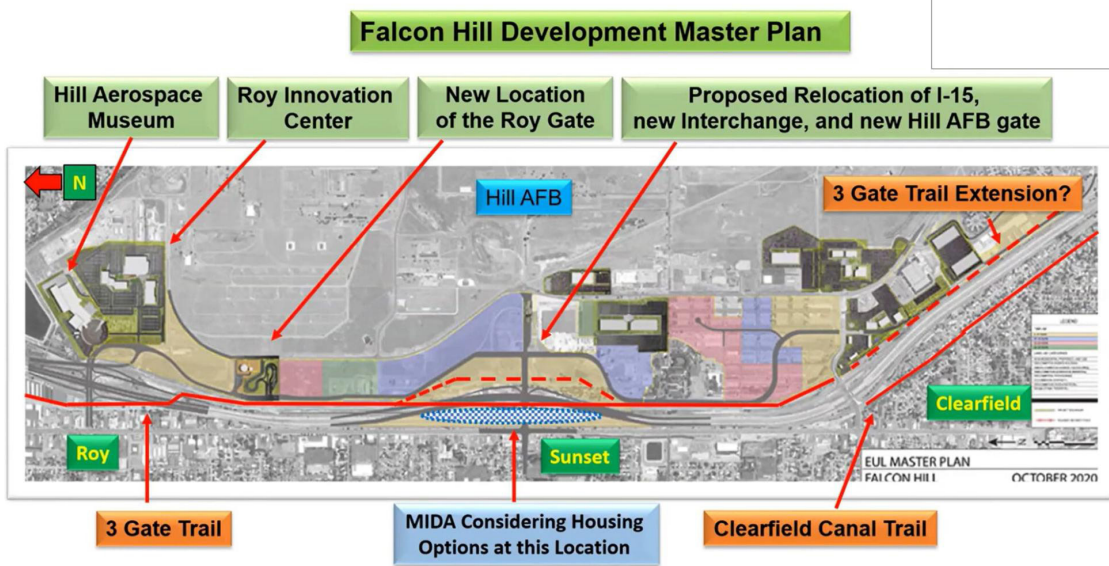 Falcon Hill Development Master Plan
Hill Aerospace
Museum
Roy Innovation
Center
New Location
of the Roy Gate
Proposed Relocation of I-15,
new Interchange, and new Hill AFB gate
N
Hill AFB
3 Gate Trail Extension?
LEGEND
Clearfield
Roy
Sunset
EUL MASTER PLAN
FALCON HILL
OCTOBER 2020
3 Gate Trail
MIDA Considering Housing
Options at this Location
Clearfield Canal Trail